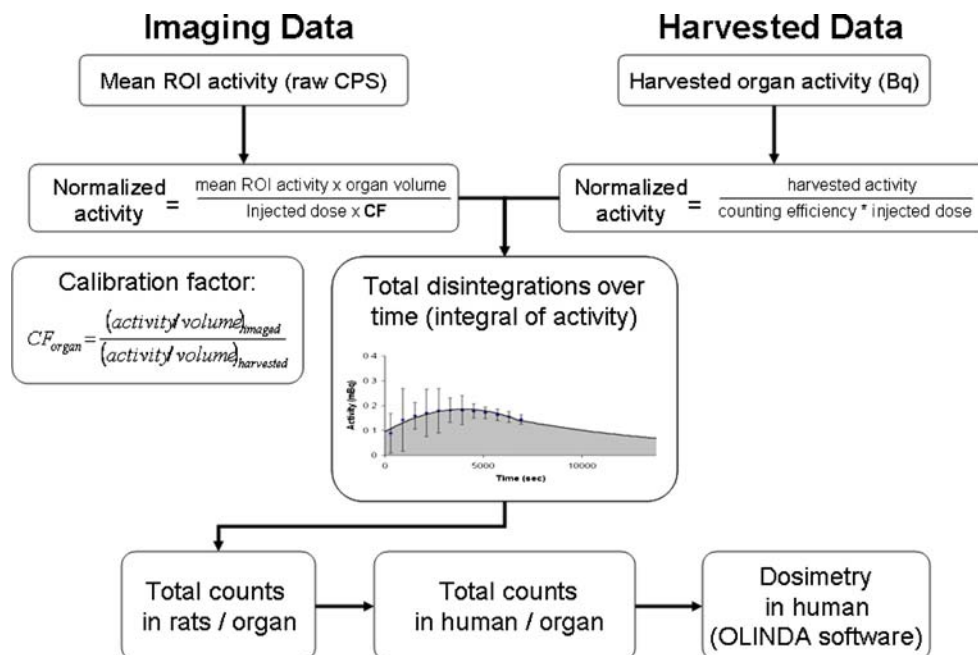 Imaging Data
Harvested Data
Mean ROI activity (raw CPS)
Harvested organ activity (Bq)
Normalized activity = mean ROI activity x organ volume / Injected dose x CF
Normalized activity = harvested activity / counting efficiency * injected dose
Calibration factor:
CF_organ = (activity/volume)_imaged / (activity/volume)_harvested
Total disintegrations over
time (integral of activity)
Activity (mBq)
0 4
0 3
0 2
0 1
0
0 5000 10000
Time (sec)
Total counts
in rats / organ
Total counts
in human / organ
Dosimetry
in human
(OLINDA software)